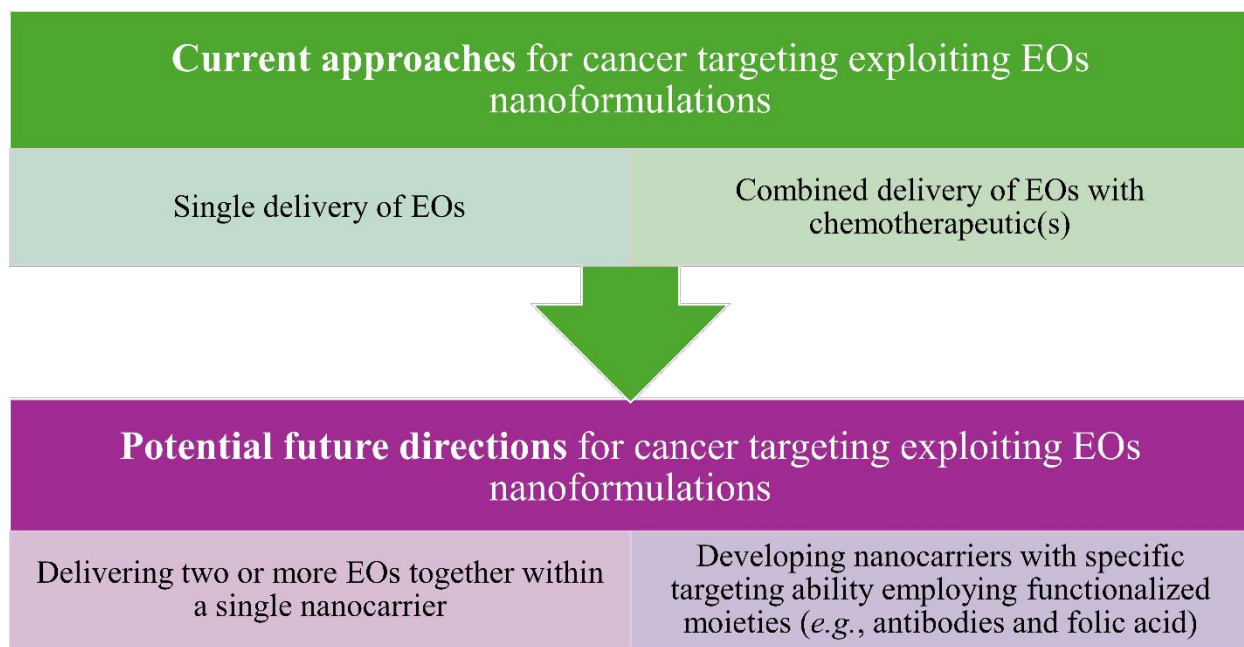 Current approaches for cancer targeting exploiting EOs
nanoformulations
Single delivery of EOs
Combined delivery of EOs with
chemotherapeutic(s)
Potential future directions for cancer targeting exploiting EOs
nanoformulations
Delivering two or more EOs together within
a single nanocarrier
Developing nanocarriers with specific
targeting ability employing functionalized
moieties (e.g., antibodies and folic acid)